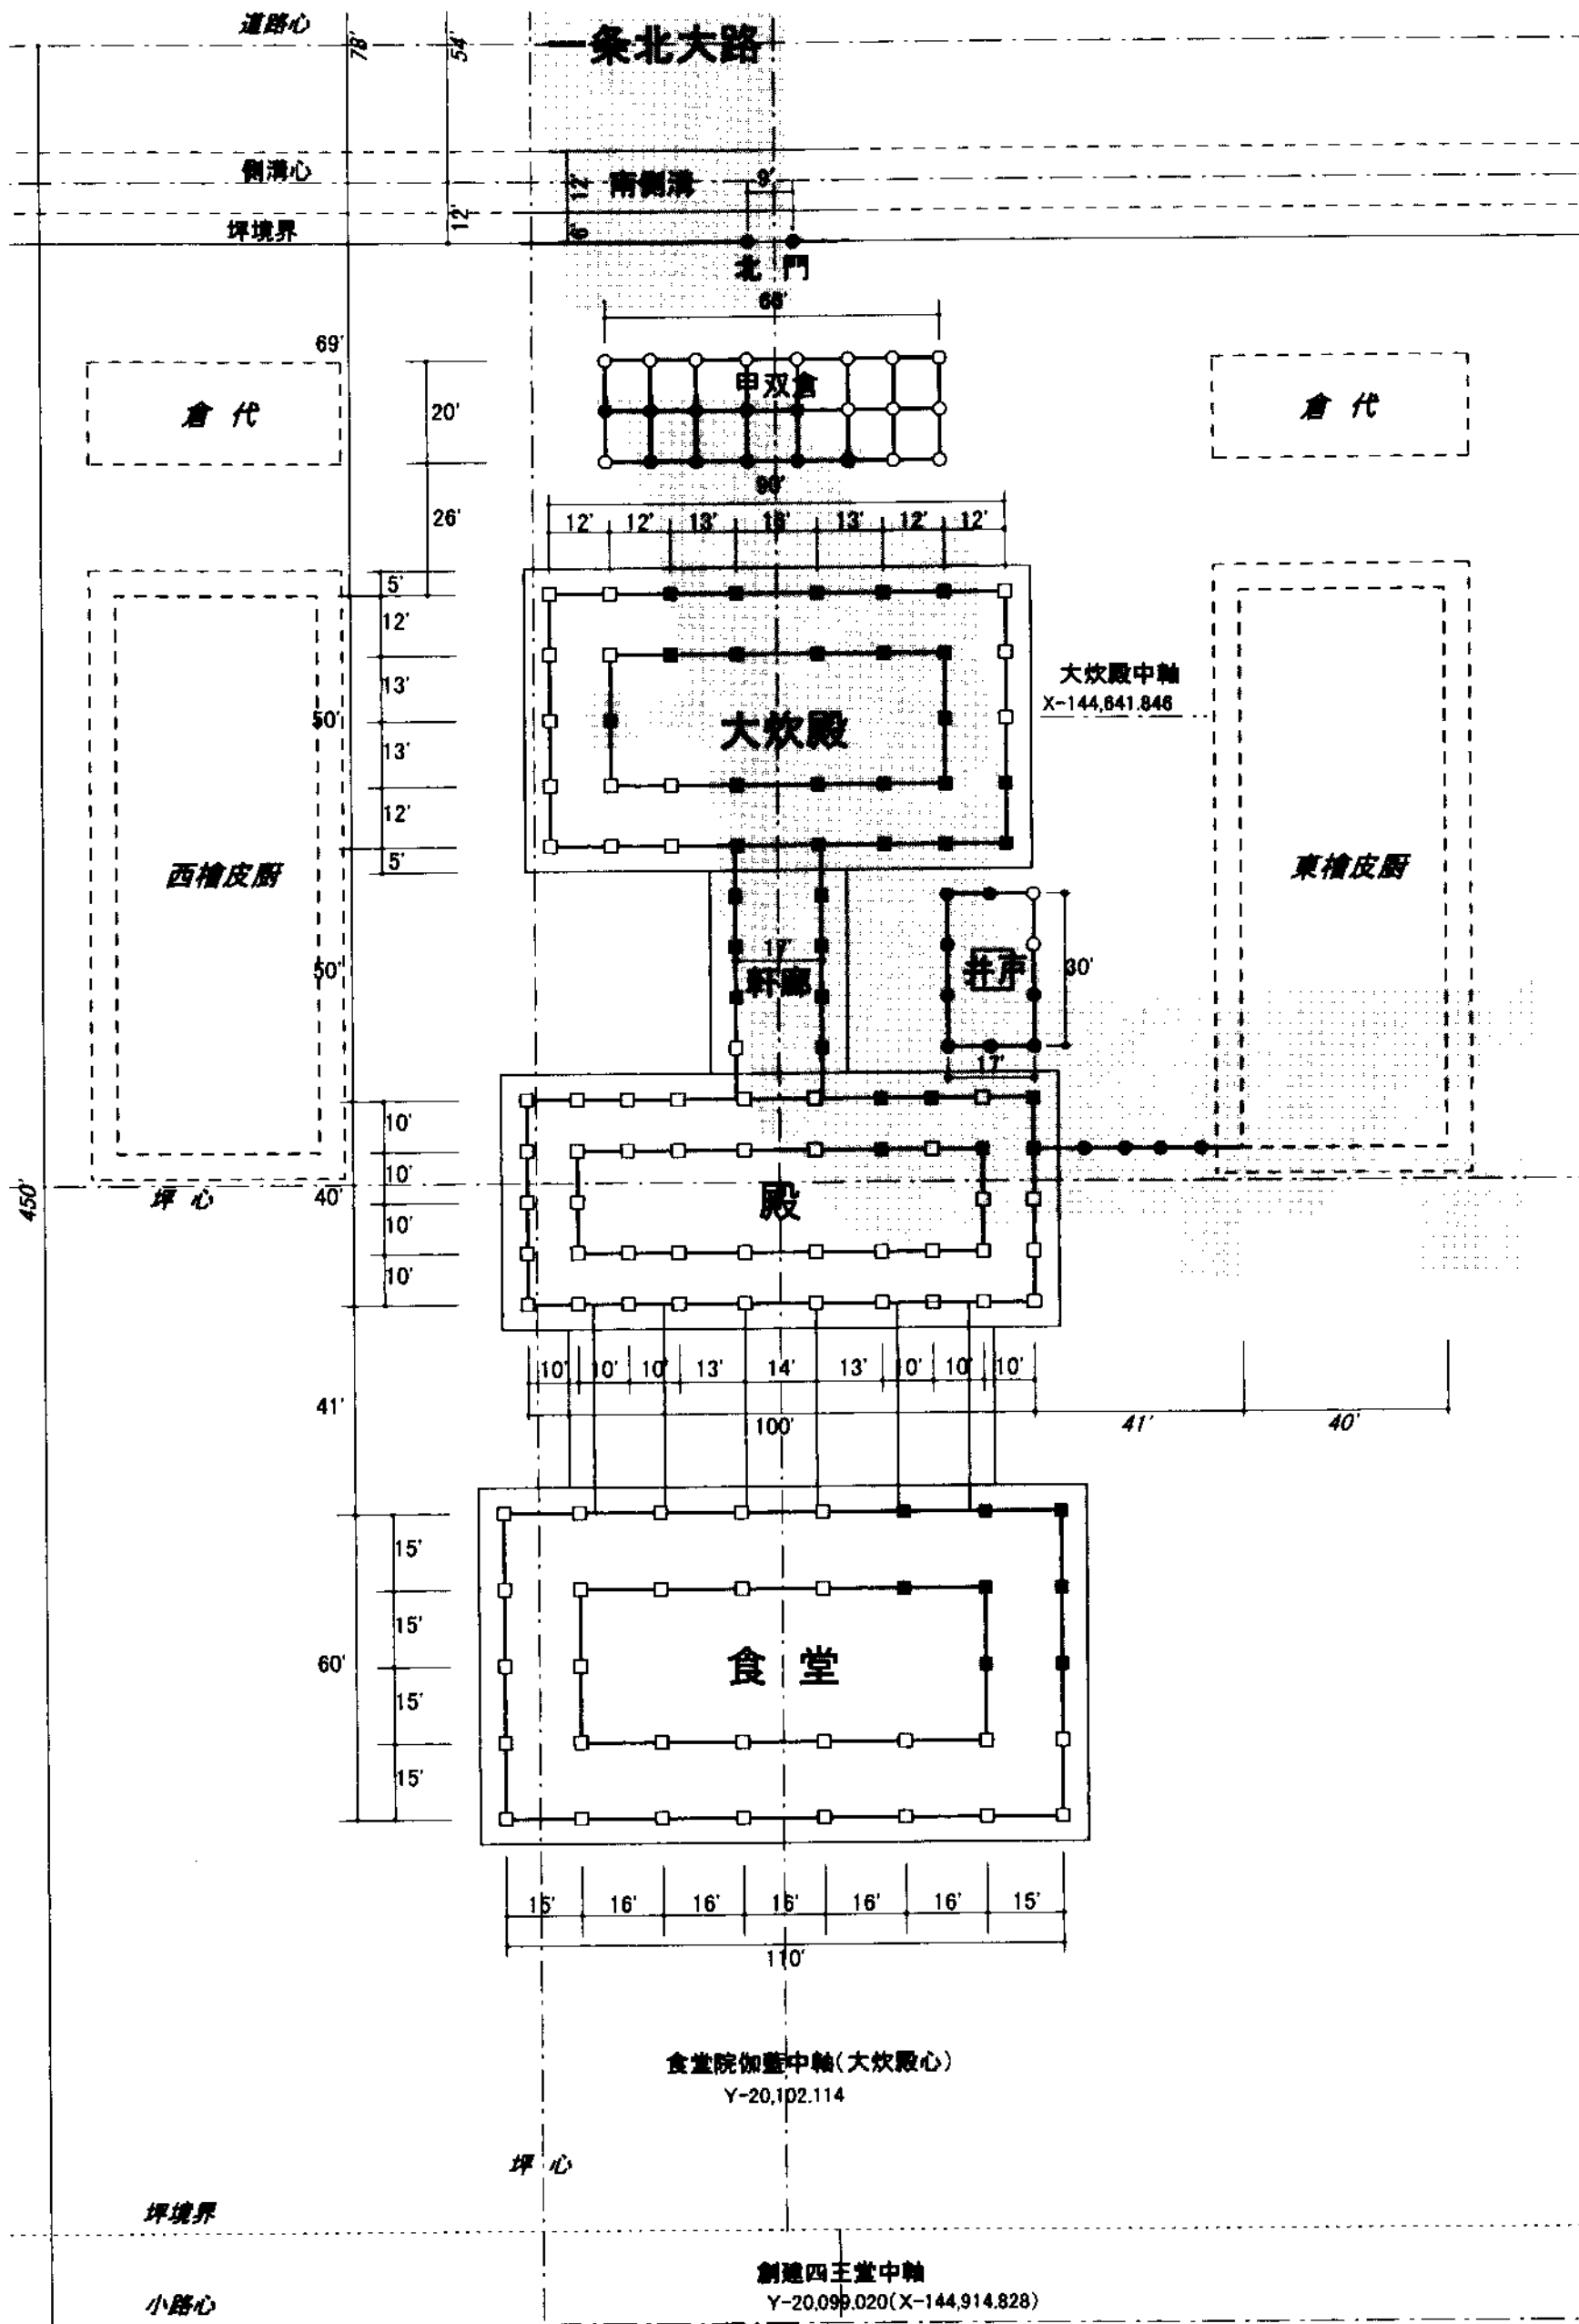 道路心
78'
54'
一条北大路
側溝心
12'
南側溝
9'
坪境界
12'
6'
北門
69'
66'
倉代
20'
甲双倉
倉代
26'
90'
12' 12' 13' 16' 13' 12' 12'
5'
12'
13'
50'
13'
12'
5'
大炊殿
大炊殿中軸
X-144,641.846
西檜皮厨
東檜皮厨
50'
17'
軒廊
井戸
30'
17'
10'
10'
10'
10'
40'
450'
坪心
殿
10' 10' 10' 13' 14' 13' 10' 10' 10'
41'
100'
41'
40'
15'
15'
15'
15'
60'
食堂
15' 16' 16' 16' 16' 16' 15'
110'
食堂院伽藍中軸(大炊殿心)
Y-20,102.114
坪心
坪境界
創建四王堂中軸
Y-20,099.020(X-144,914.828)
小路心